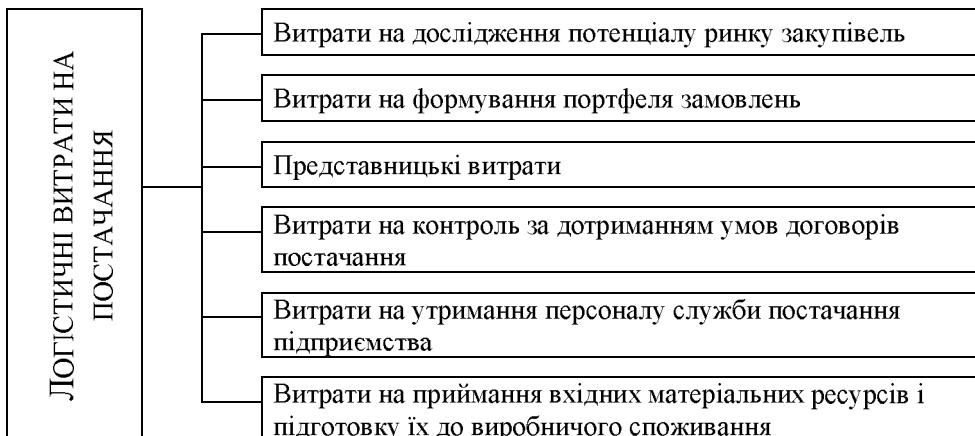 ЛОГІСТИЧНІ ВИТРАТИ НА
ПОСТАЧАННЯ
Витрати на дослідження потенціалу ринку закупівель
Витрати на формування портфеля замовлень
Представницькі витрати
Витрати на контроль за дотриманням умов договорів
постачання
Витрати на утримання персоналу служби постачання
підприємства
Витрати на приймання вхідних матеріальних ресурсів і
підготовку їх до виробничого споживання